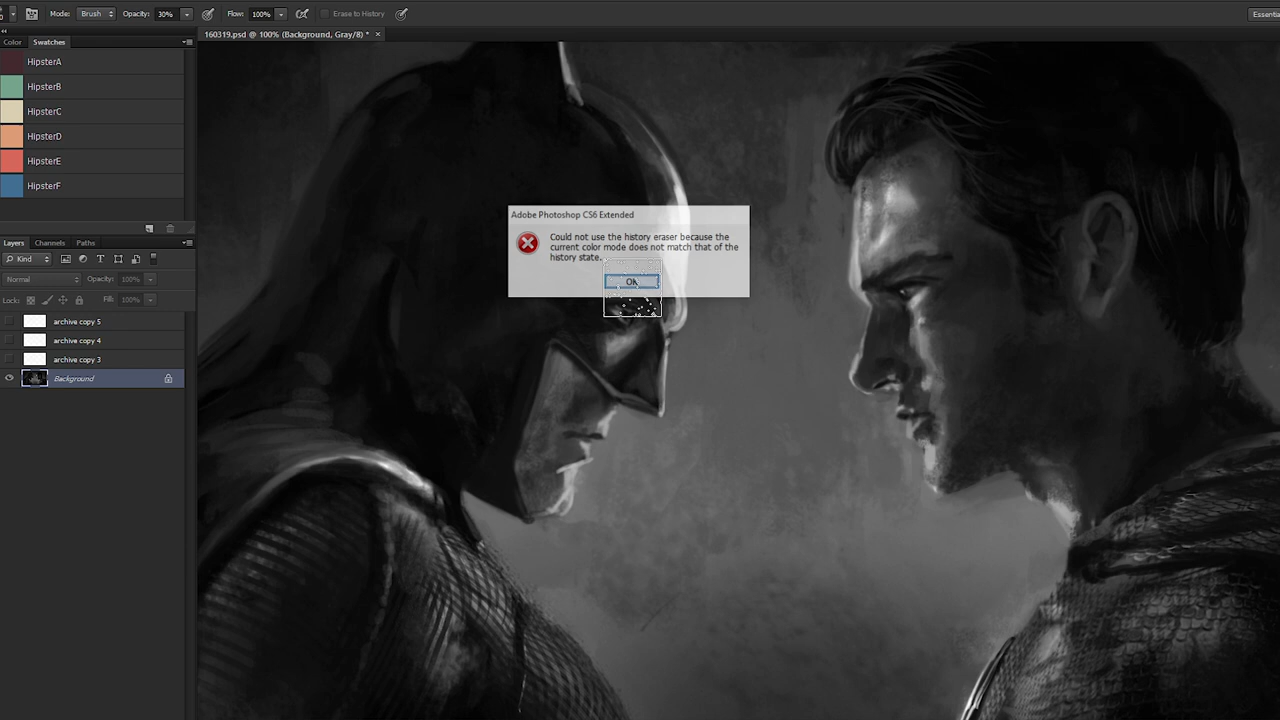 Mode: Brush Opacity: 30% Flow: 100% Erase to History
Essentia
160319.psd @ 100% (Background, Gray/8) * ×
Color Swatches
HipsterA
HipsterB
HipsterC
HipsterD
HipsterE
HipsterF
Layers Channels Paths
Kind
Normal Opacity: 100%
Lock: Fill: 100%
archive copy 5
archive copy 4
archive copy 3
Background
Adobe Photoshop CS6 Extended
Could not use the history eraser because the
current color mode does not match that of the
history state.
OK